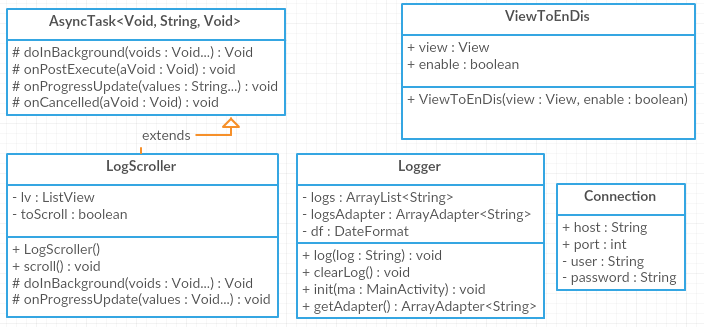 AsyncTask<Void, String, Void>
# doInBackground(voids : Void...) : Void
# onPostExecute(aVoid : Void) : void
# onProgressUpdate(values : String...) : void
# onCancelled(aVoid : Void) : void
ViewToEnDis
+ view : View
+ enable : boolean
+ ViewToEnDis(view : View, enable : boolean)
extends
LogScroller
- lv : ListView
- toScroll : boolean
+ LogScroller()
+ scroll() : void
# doInBackground(voids : Void...) : Void
# onProgressUpdate(values : Void...) : void
Logger
- logs : ArrayList<String>
- logsAdapter : ArrayAdapter<String>
- df : DateFormat
+ log(log : String) : void
+ clearLog() : void
+ init(ma : MainActivity) : void
+ getAdapter() : ArrayAdapter<String>
Connection
+ host : String
+ port : int
- user : String
- password : String